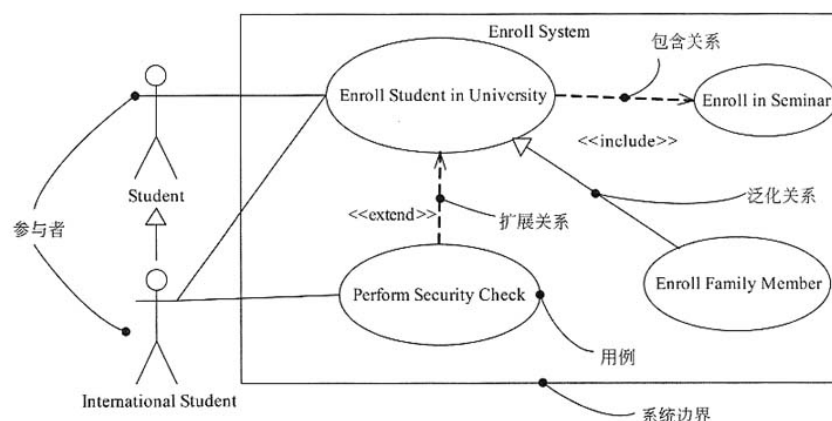 Enroll System
包含关系
Enroll Student in University
Enroll in Seminar
<<include>>
Student
泛化关系
参与者
<<extend>>
扩展关系
Perform Security Check
Enroll Family Member
用例
International Student
系统边界